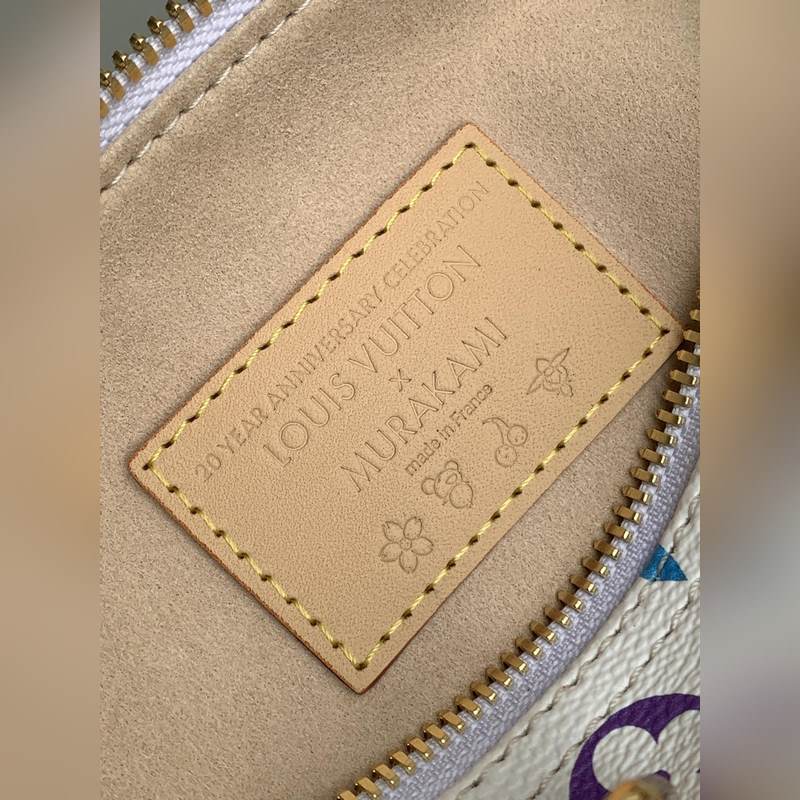 20 YEAR ANNIVERSARY CELEBRATION
LOUIS VUITTON
×
MURAKAMI
made in France